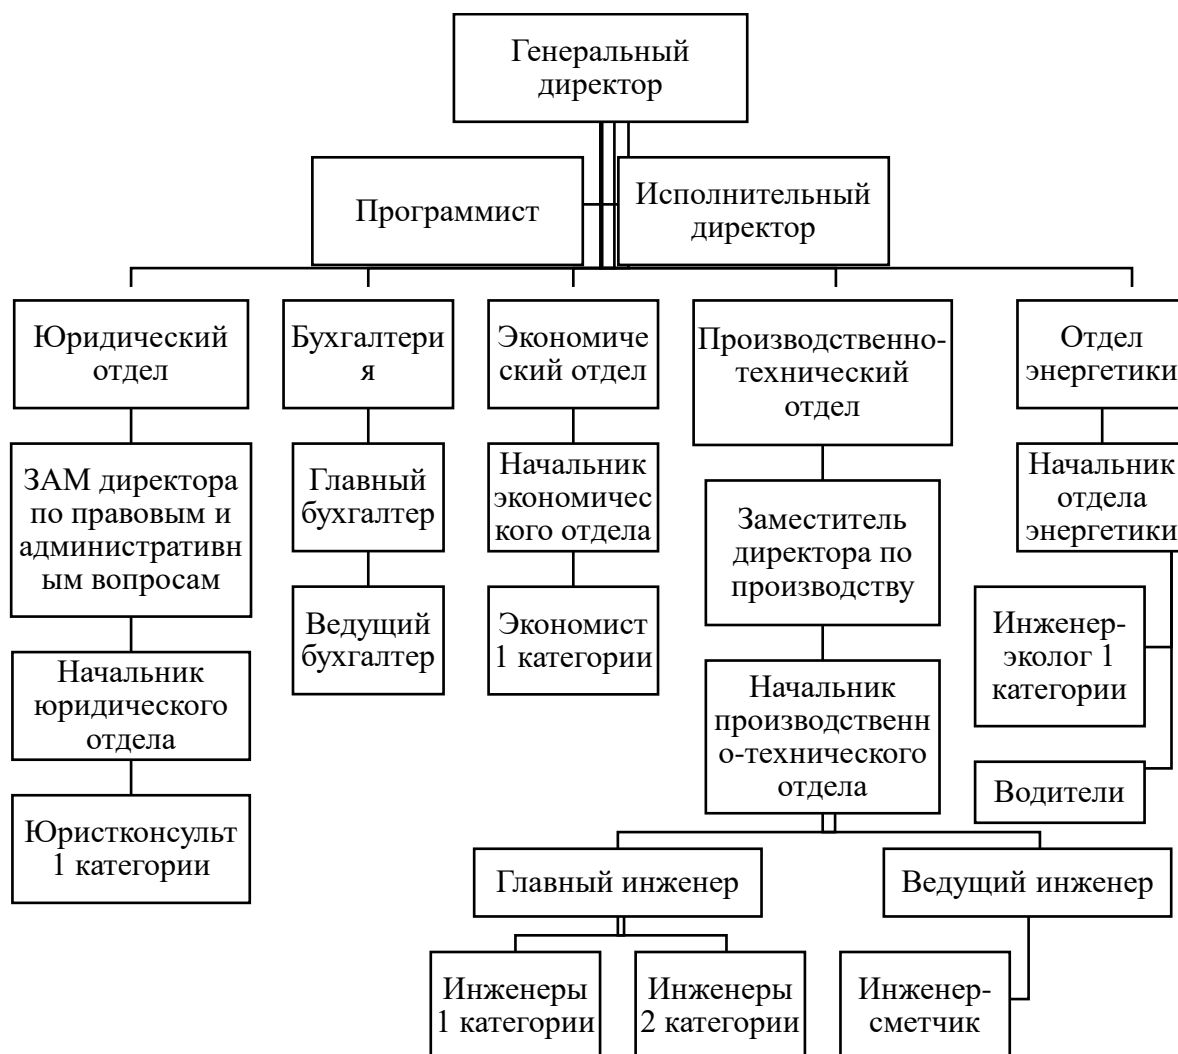 Генеральный
директор
Программист
Исполнительный
директор
Юридический
отдел
Бухгалтери
я
Экономиче
ский отдел
Производственно-
технический
отдел
Отдел
энергетики
ЗАМ директора
по правовым и
административн
ым вопросам
Главный
бухгалтер
Начальник
экономичес
кого отдела
Заместитель
директора по
производству
Начальник
отдела
энергетики
Ведущий
бухгалтер
Экономист
1 категории
Инженер-
эколог 1
категории
Начальник
юридического
отдела
Начальник
производственн
о-технического
отдела
Водители
Юристконсульт
1 категории
Главный инженер
Ведущий инженер
Инженеры
1 категории
Инженеры
2 категории
Инженер-
сметчик